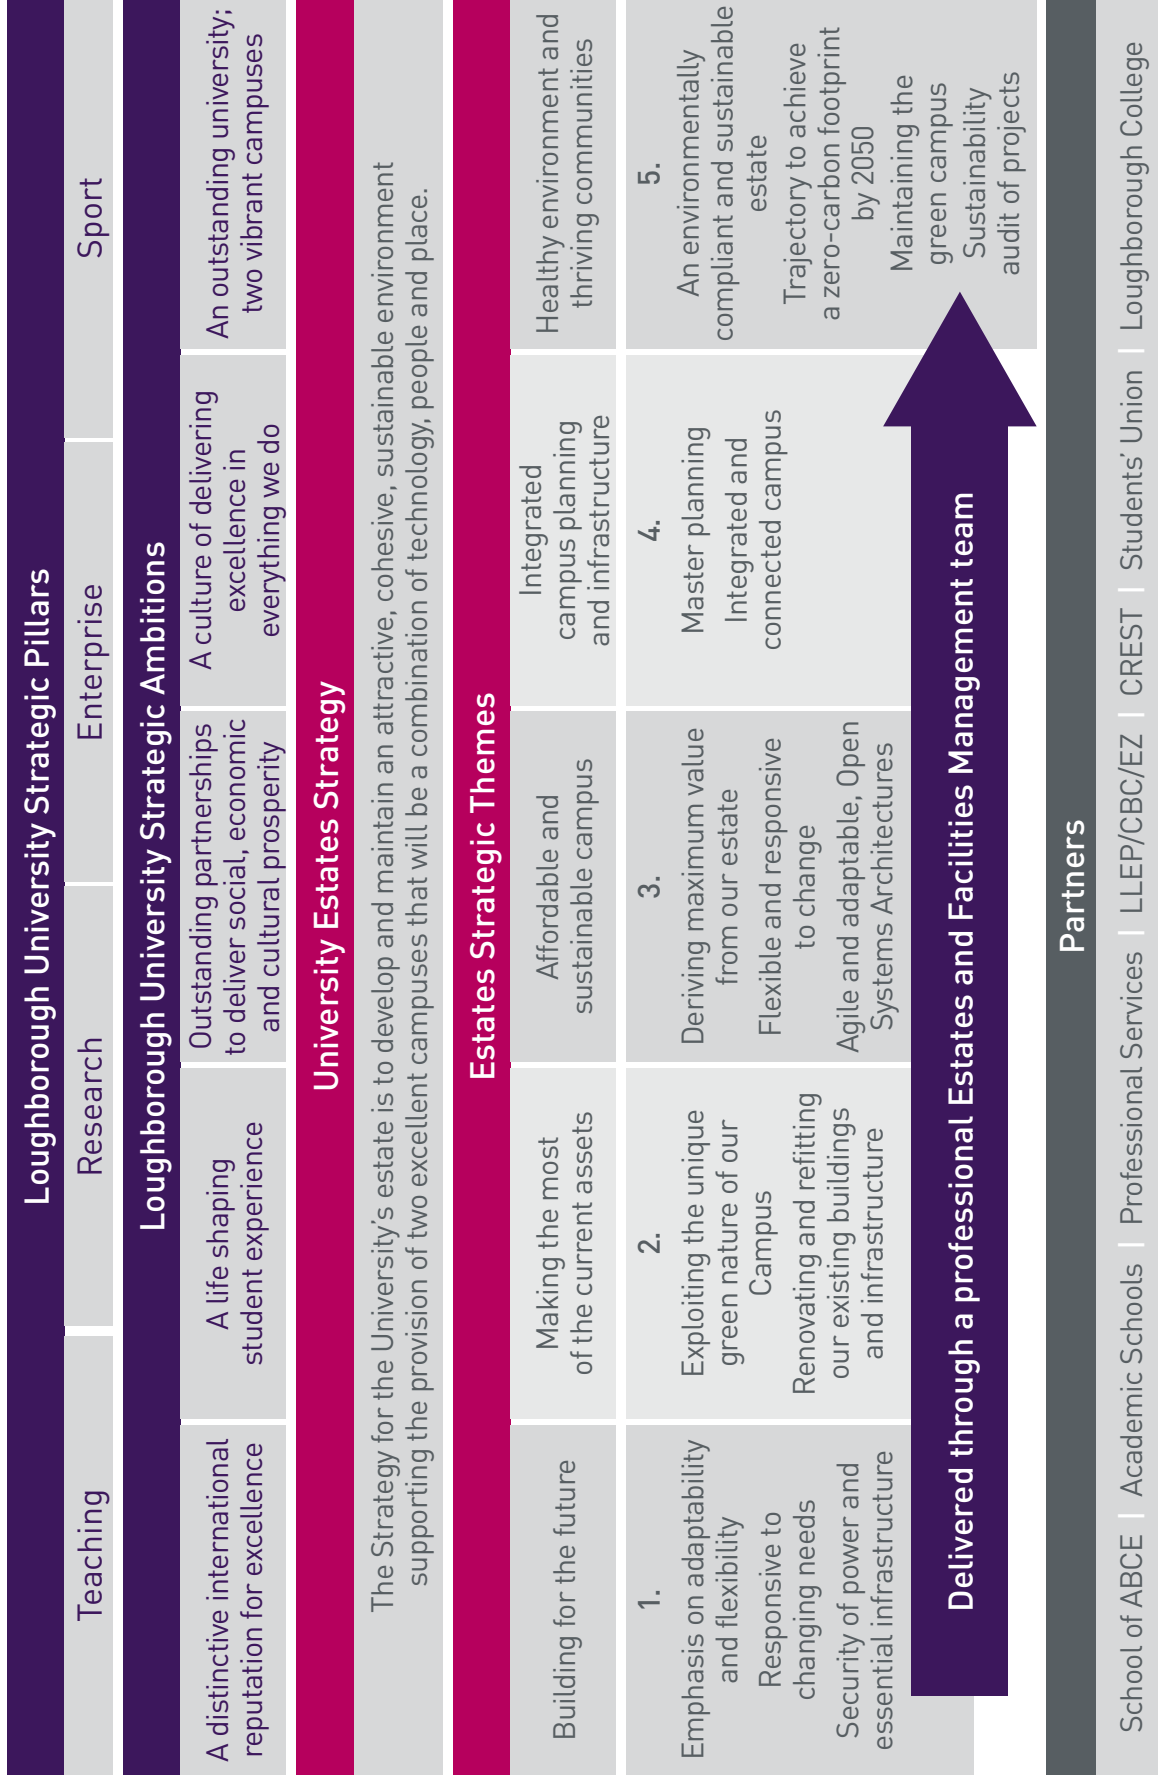 Loughborough University Strategic Pillars
Teaching
Research
Enterprise
Sport
Loughborough University Strategic Ambitions
A distinctive international
reputation for excellence
A life shaping
student experience
Outstanding partnerships
to deliver social, economic
and cultural prosperity
A culture of delivering
excellence in
everything we do
An outstanding university;
two vibrant campuses
University Estates Strategy
The Strategy for the University’s estate is to develop and maintain an attractive, cohesive, sustainable environment
supporting the provision of two excellent campuses that will be a combination of technology, people and place.
Estates Strategic Themes
Building for the future
Making the most
of the current assets
Affordable and
sustainable campus
Integrated
campus planning
and infrastructure
Healthy environment and
thriving communities
1.
Emphasis on adaptability
and flexibility
Responsive to
changing needs
Security of power and
essential infrastructure
2.
Exploiting the unique
green nature of our
Campus
Renovating and refitting
our existing buildings
and infrastructure
3.
Deriving maximum value
from our estate
Flexible and responsive
to change
Agile and adaptable, Open
Systems Architectures
4.
Master planning
Integrated and
connected campus
5.
An environmentally
compliant and sustainable
estate
Trajectory to achieve
a zero-carbon footprint
by 2050
Maintaining the
green campus
Sustainability
audit of projects
Delivered through a professional Estates and Facilities Management team
Partners
School of ABCE | Academic Schools | Professional Services | LLEP/CBC/EZ | CREST | Students’ Union | Loughborough College